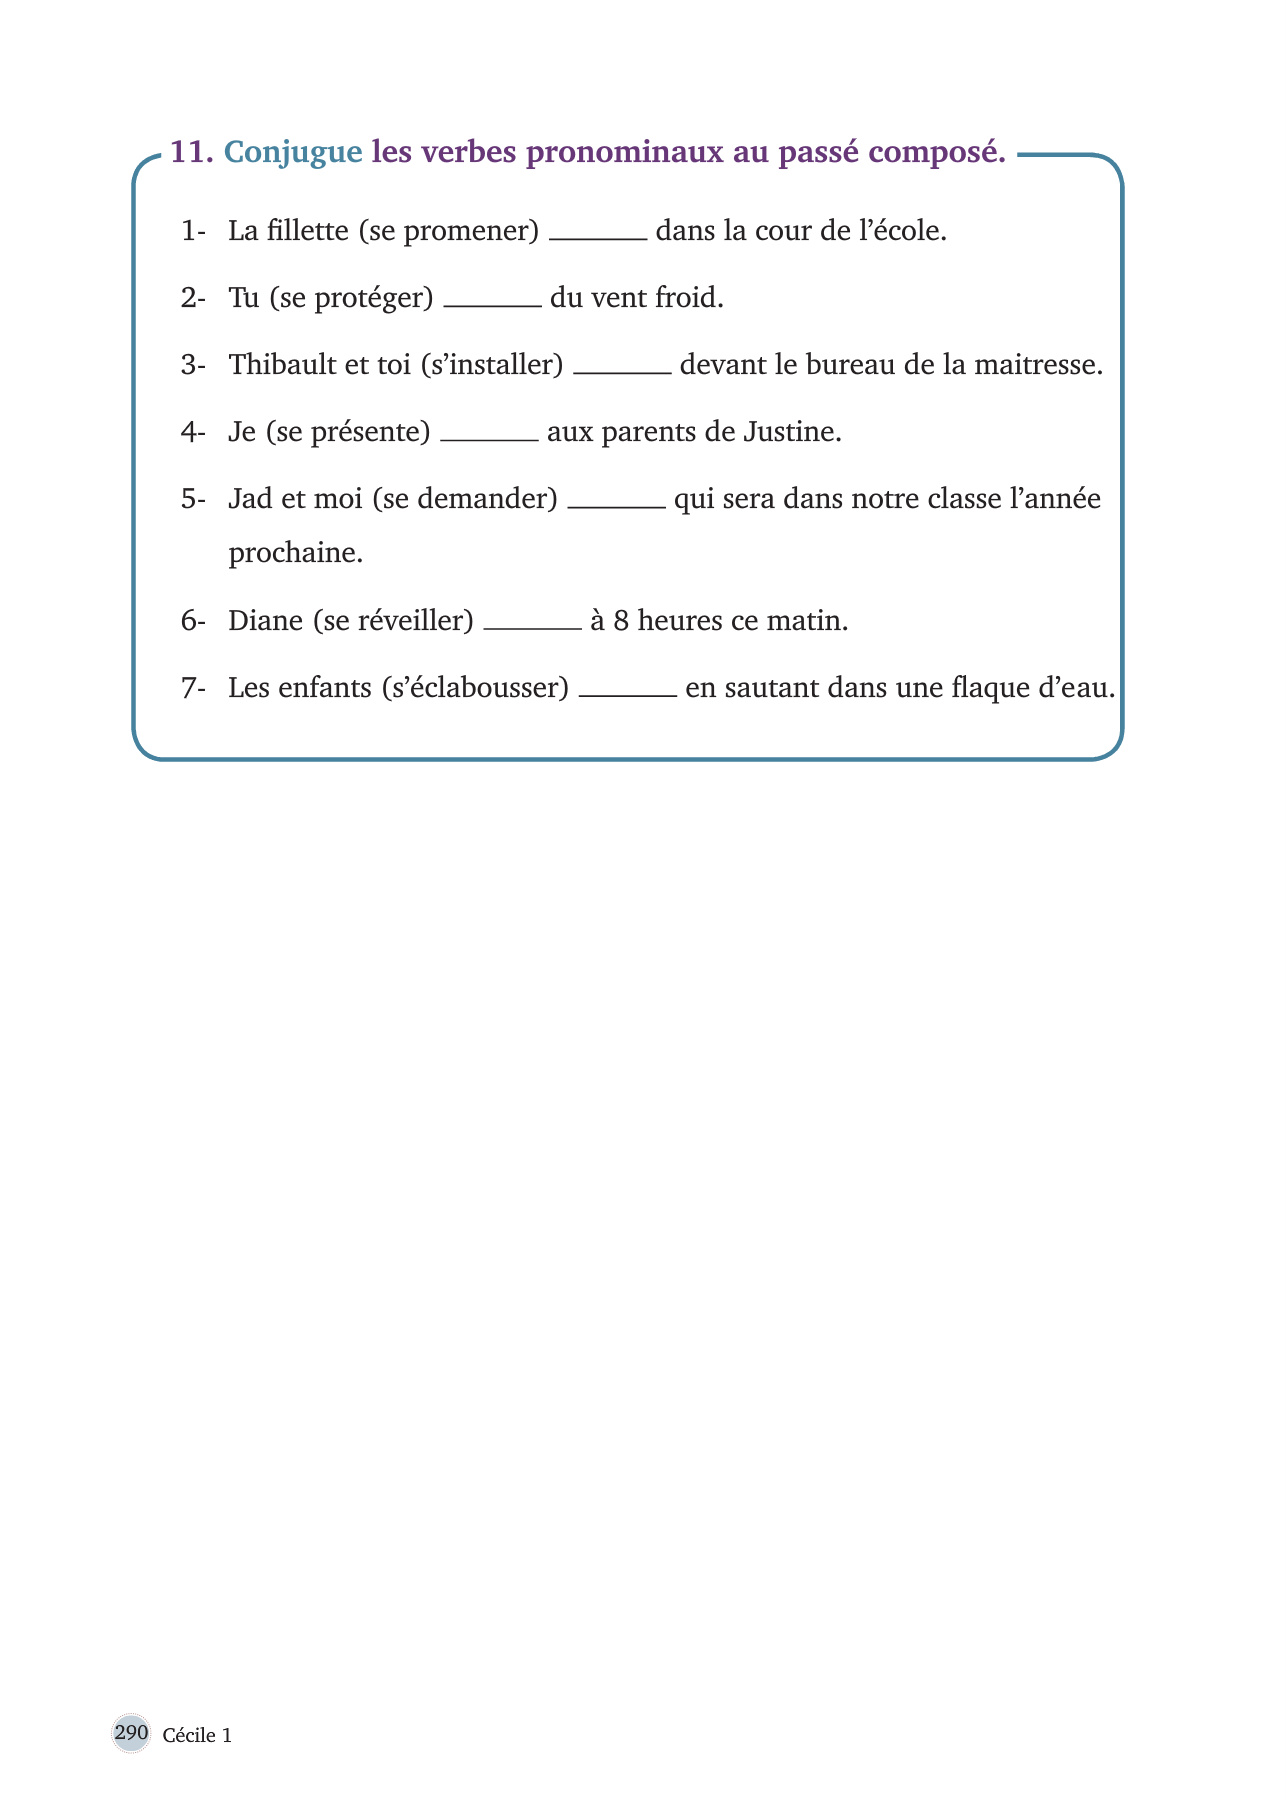 11. Conjugue les verbes pronominaux au passé composé.
1- La fillette (se promener) _______ dans la cour de l’école.
2- Tu (se protéger) _______ du vent froid.
3- Thibault et toi (s’installer) _______ devant le bureau de la maitresse.
4- Je (se présente) _______ aux parents de Justine.
5- Jad et moi (se demander) _______ qui sera dans notre classe l’année
prochaine.
6- Diane (se réveiller) _______ à 8 heures ce matin.
7- Les enfants (s’éclabousser) _______ en sautant dans une flaque d’eau.
290 Cécile 1